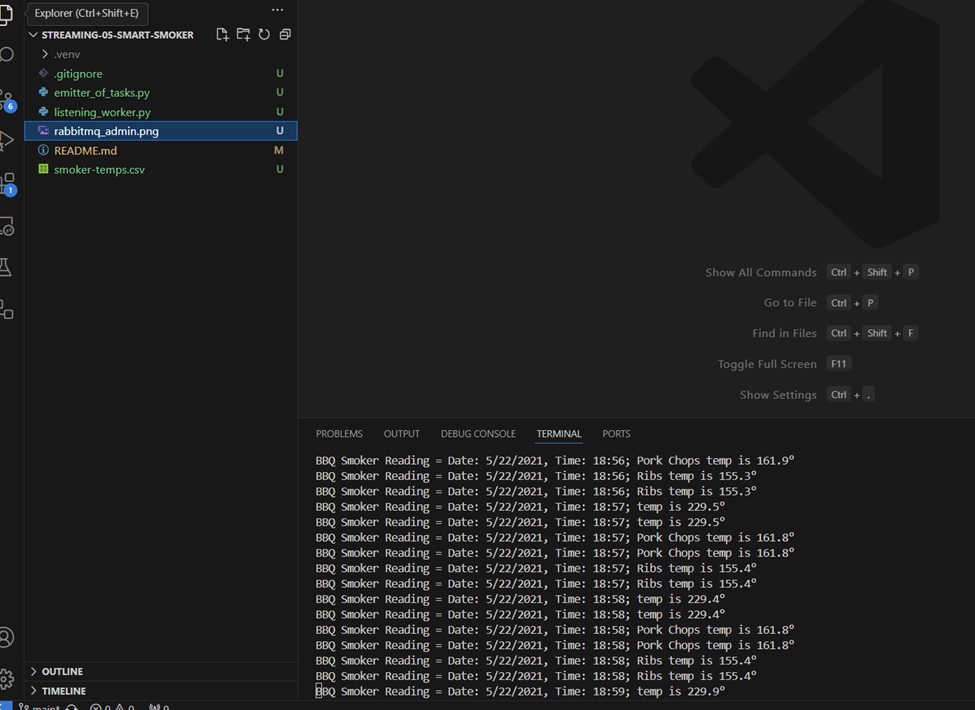 Explorer (Ctrl+Shift+E)
STREAMING-05-SMART-SMOKER
.venv
.gitignore U
emitter_of_tasks.py U
listening_worker.py U
rabbitmq_admin.png U
README.md M
smoker-temps.csv U
6
1
Show All Commands Ctrl + Shift + P
Go to File Ctrl + P
Find in Files Ctrl + Shift + F
Toggle Full Screen F11
Show Settings Ctrl + ,
PROBLEMS OUTPUT DEBUG CONSOLE TERMINAL PORTS
BBQ Smoker Reading = Date: 5/22/2021, Time: 18:56; Pork Chops temp is 161.9°
BBQ Smoker Reading = Date: 5/22/2021, Time: 18:56; Ribs temp is 155.3°
BBQ Smoker Reading = Date: 5/22/2021, Time: 18:56; Ribs temp is 155.3°
BBQ Smoker Reading = Date: 5/22/2021, Time: 18:57; temp is 229.5°
BBQ Smoker Reading = Date: 5/22/2021, Time: 18:57; temp is 229.5°
BBQ Smoker Reading = Date: 5/22/2021, Time: 18:57; Pork Chops temp is 161.8°
BBQ Smoker Reading = Date: 5/22/2021, Time: 18:57; Pork Chops temp is 161.8°
BBQ Smoker Reading = Date: 5/22/2021, Time: 18:57; Ribs temp is 155.4°
BBQ Smoker Reading = Date: 5/22/2021, Time: 18:57; Ribs temp is 155.4°
BBQ Smoker Reading = Date: 5/22/2021, Time: 18:58; temp is 229.4°
BBQ Smoker Reading = Date: 5/22/2021, Time: 18:58; temp is 229.4°
BBQ Smoker Reading = Date: 5/22/2021, Time: 18:58; Pork Chops temp is 161.8°
BBQ Smoker Reading = Date: 5/22/2021, Time: 18:58; Pork Chops temp is 161.8°
BBQ Smoker Reading = Date: 5/22/2021, Time: 18:58; Ribs temp is 155.4°
BBQ Smoker Reading = Date: 5/22/2021, Time: 18:58; Ribs temp is 155.4°
BBQ Smoker Reading = Date: 5/22/2021, Time: 18:59; temp is 229.9°
OUTLINE
TIMELINE
main* 0 0 0